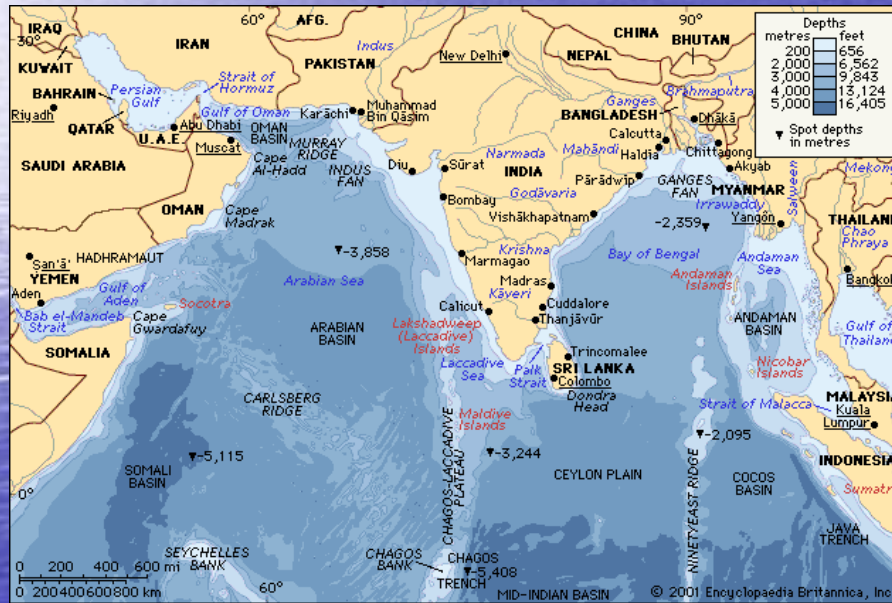 60°
90°
30°
Depths
metres feet
200 656
2,000 6,562
3,000 9,843
4,000 13,124
5,000 16,405
Spot depths
in metres
IRAQ
IRAN
AFG.
CHINA
BHUTAN
KUWAIT
PAKISTAN
Indus
New Delhi
NEPAL
Brahmaputra
Strait of
Hormuz
BAHRAIN
Persian
Gulf
Gulf of Oman
Karāchi
Muhammad
Bin Qāsim
Ganges
BANGLADESH
Riyadh
QATAR
Abu Dhabi
U.A.E.
OMAN
BASIN
Dhākā
Muscat
MURRAY
RIDGE
Calcutta
Haldia
Chittagong
SAUDI ARABIA
Cape
Al-Hadd
INDUS
FAN
Diu
Sūrat
Narmada
Mahāndi
Akyab
Mekong
INDIA
Pārādwip
GANGES
FAN
MYANMAR
OMAN
Cape
Madrak
Bombay
Godāvaria
Vishākhapatnam
Irrawaddy
Salween
-2,359
Yangôn
THAILAND
Chao
Phraya
HADHRAMAUT
Ṣan'ā'
YEMEN
-3,858
Arabian Sea
Marmagao
Krishna
Bay of Bengal
Andaman
Sea
Andaman
Islands
Bangkok
Aden
Gulf of
Aden
Socotra
Madras
Kāveri
Bab el-Mandeb
Strait
Cape
Gwardafuy
ARABIAN
BASIN
Calicut
Cuddalore
Thanjāvūr
ANDAMAN
BASIN
Gulf of
Thailand
Lakshadweep
(Laccadive)
Islands
SOMALIA
Laccadive
Sea
Palk
Strait
Trincomalee
SRI LANKA
Colombo
Dondra
Head
Nicobar
Islands
MALAYSIA
CARLSBERG
RIDGE
Maldive
Islands
Strait of Malacca
Kuala
Lumpur
-5,115
SOMALI
BASIN
CHAGOS-LACCADIVE
PLATEAU
-3,244
-2,095
INDONESIA
CEYLON PLAIN
COCOS
BASIN
0°
Sumatra
NINETYEAST RIDGE
JAVA
TRENCH
SEYCHELLES
BANK
CHAGOS
BANK
CHAGOS
TRENCH
-5,408
0 200 400 600 mi
0 200400600 800 km
60°
MID-INDIAN BASIN
© 2001 Encyclopaedia Britannica, Inc